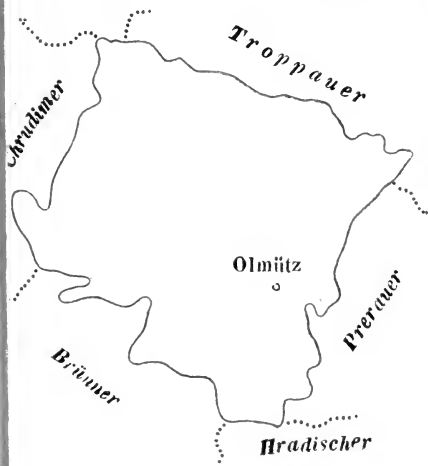 Troppauer
Chrudimer
Olmütz
Prerauer
Brünner
Hradischer